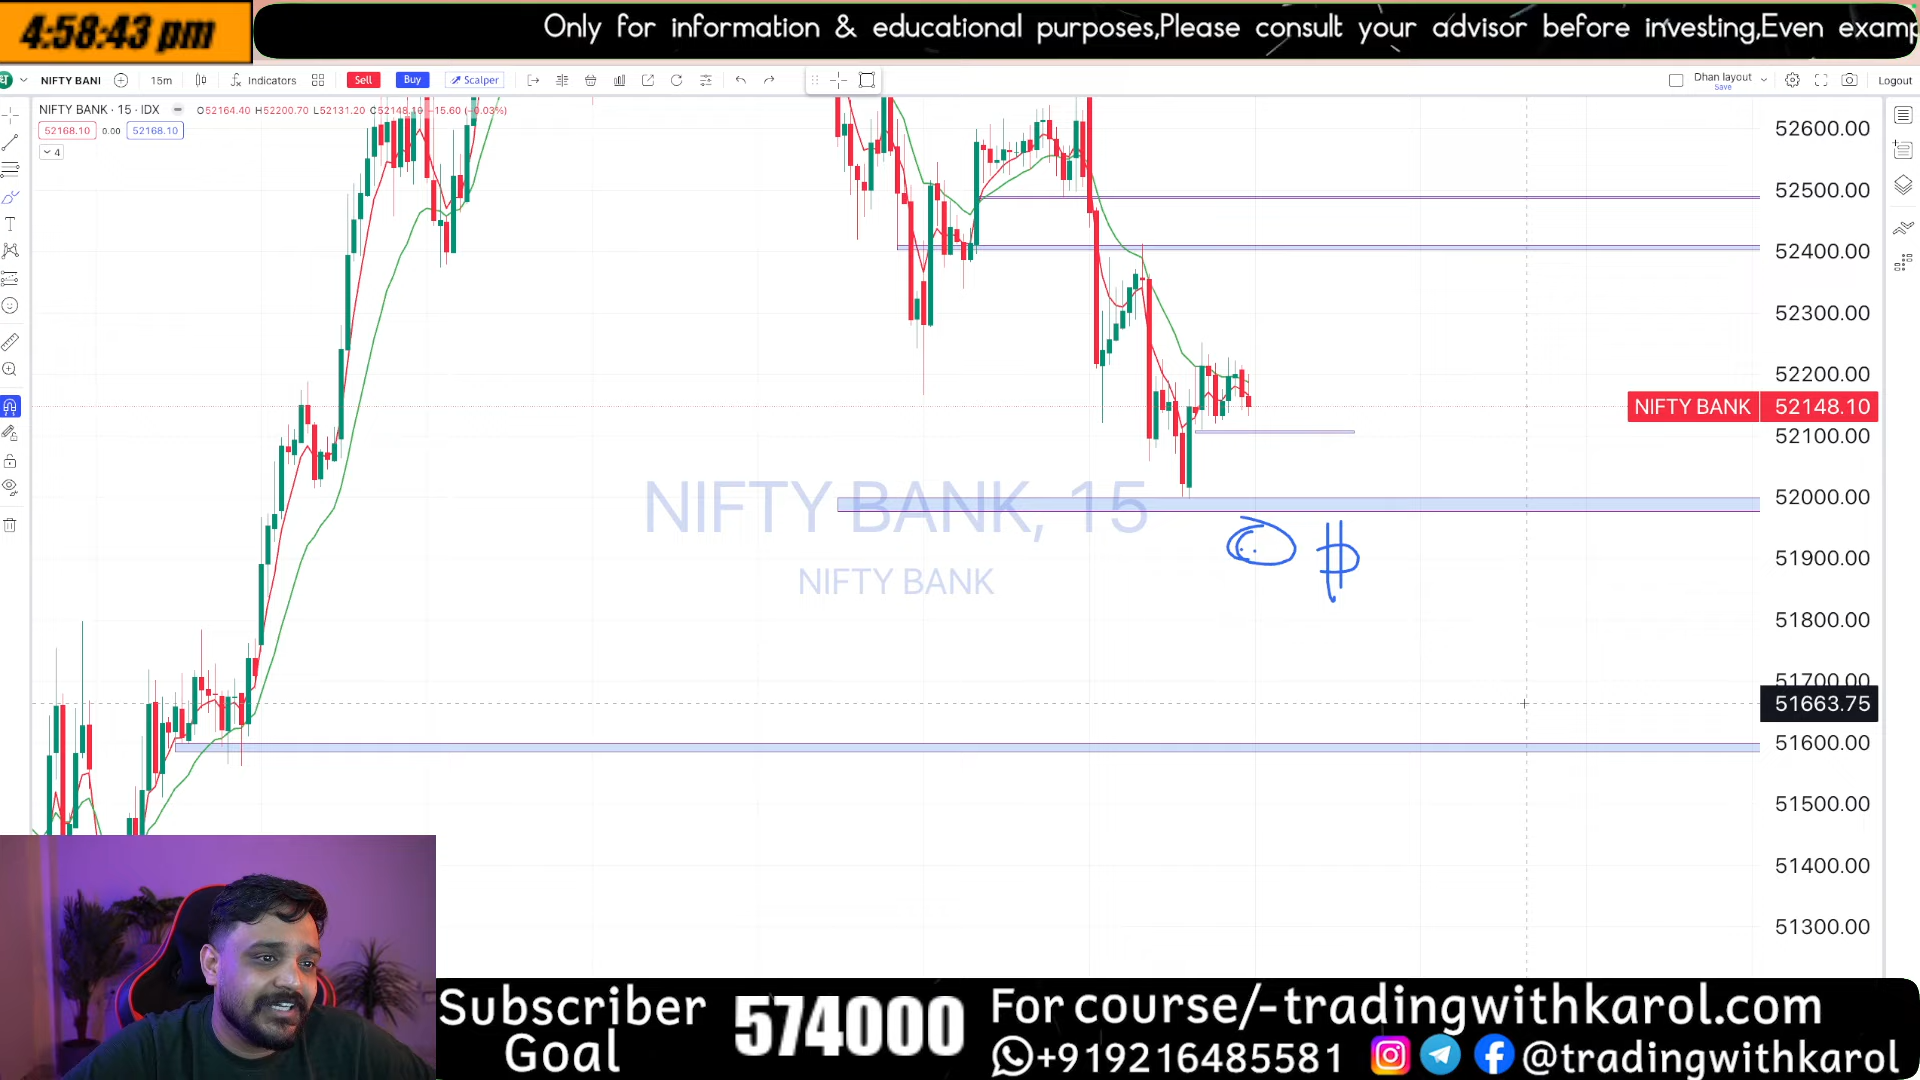 4:58:43 pm
Only for information & educational purposes,Please consult your advisor before investing,Even examp
NIFTY BANI
15m
Indicators
Sell
Buy
Scalper
Dhan layout
Save
Logout
NIFTY BANK · 15 · IDX O52164.40 H52200.70 L52131.20 C52148.10 −15.60 (−0.03%)
52168.10 0.00 52168.10
4
52600.00
52500.00
52400.00
52300.00
52200.00
NIFTY BANK 52148.10
52100.00
52000.00
51900.00
51800.00
51700.00
51663.75
51600.00
51500.00
51400.00
51300.00
NIFTY BANK, 15
NIFTY BANK
Subscriber Goal
574000
For course/-tradingwithkarol.com
+919216485581 @tradingwithkarol